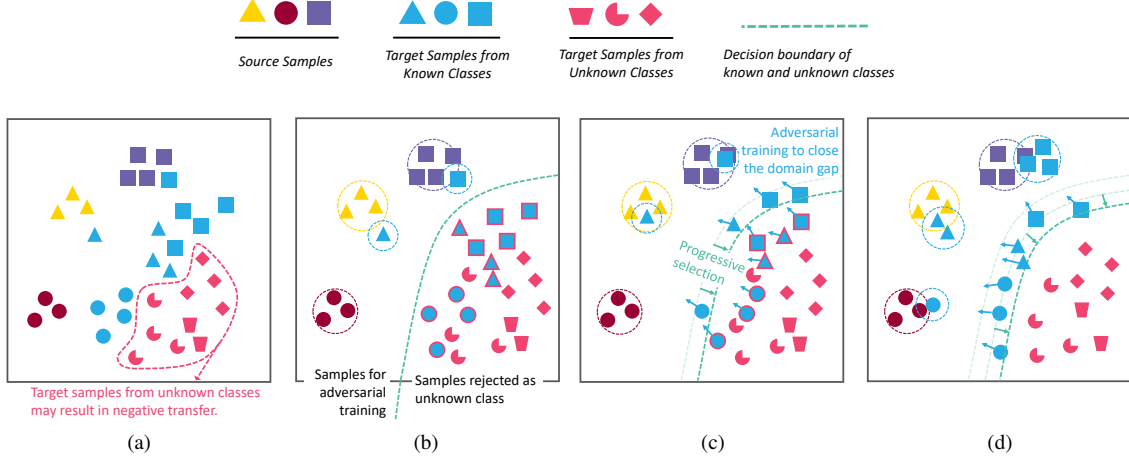 Source Samples
Target Samples from
Known Classes
Target Samples from
Unknown Classes
Decision boundary of
known and unknown classes
Target samples from unknown classes
may result in negative transfer.
Samples for
adversarial
training
Samples rejected as
unknown class
Adversarial
training to close
the domain gap
Progressive
selection
(a)
(b)
(c)
(d)